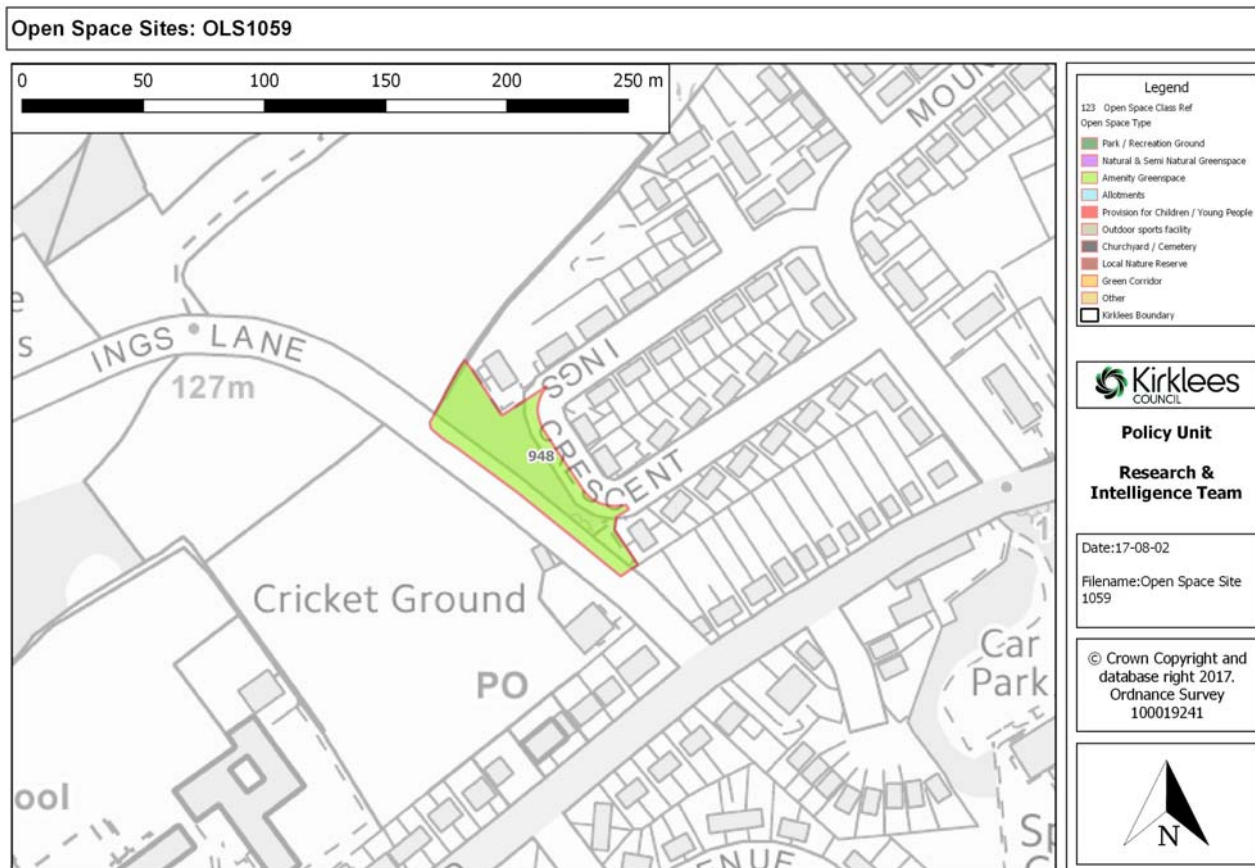 Open Space Sites: OLS1059
0 50 100 150 200 250 m
MOUN
INGS LANE
127m
INGS
CRESCENT
948
Cricket Ground
PO
Car
Park
ool
ENUE
Legend
123 Open Space Class Ref
Open Space Type
Park / Recreation Ground
Natural & Semi Natural Greenspace
Amenity Greenspace
Allotments
Provision for Children / Young People
Outdoor sports facility
Churchyard / Cemetery
Local Nature Reserve
Green Corridor
Other
Kirklees Boundary
Kirklees
COUNCIL
Policy Unit
Research &
Intelligence Team
Date:17-08-02
Filename:Open Space Site
1059
© Crown Copyright and
database right 2017.
Ordnance Survey
100019241
N